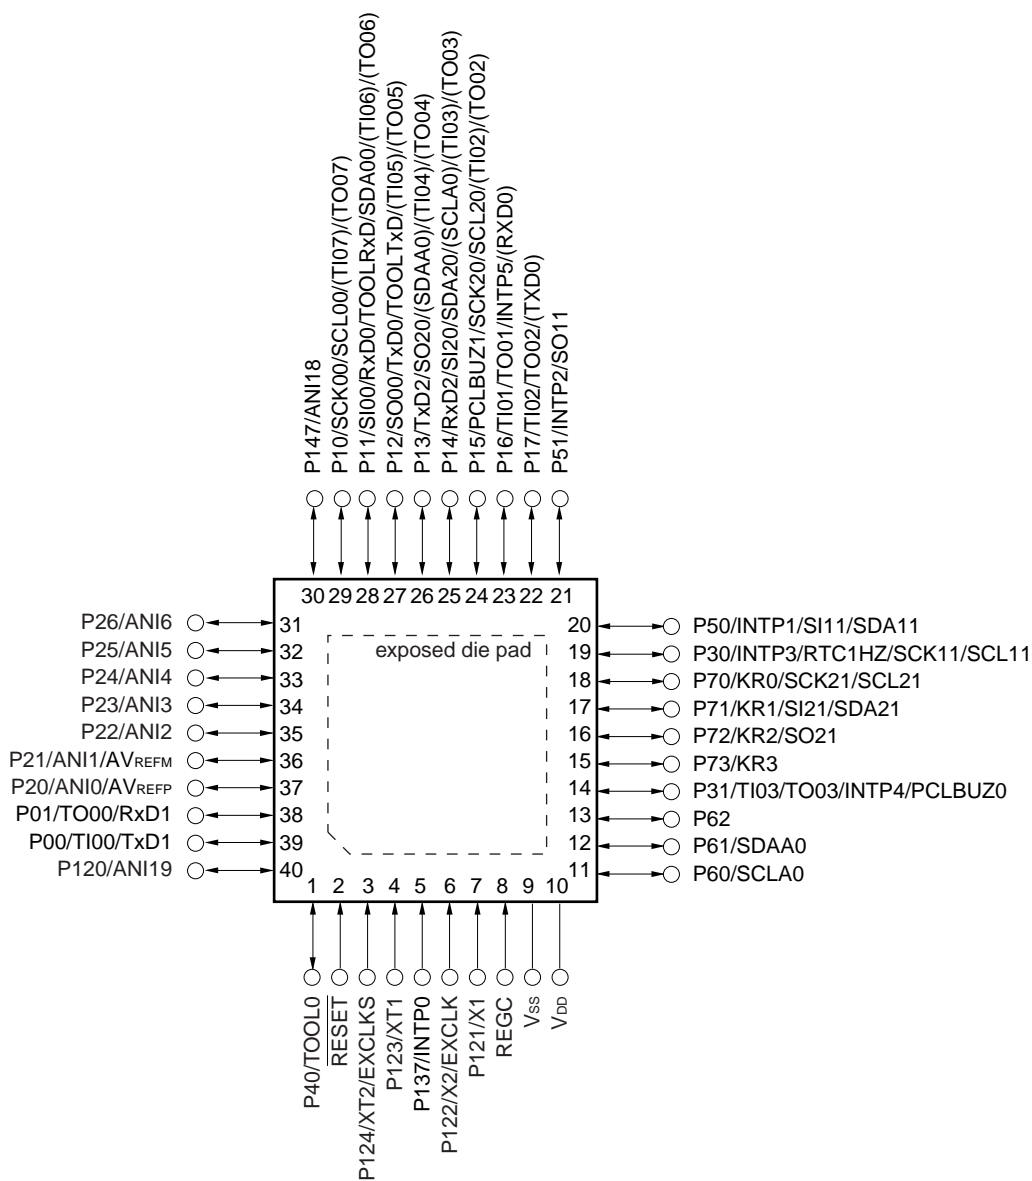 P147/ANI18
P10/SCK00/SCL00/(TI07)/(TO07)
P11/SI00/RxD0/TOOLRxD/SDA00/(TI06)/(TO06)
P12/SO00/TxD0/TOOLTxD/(TI05)/(TO05)
P13/TxD2/SO20/(SDAA0)/(TI04)/(TO04)
P14/RxD2/SI20/SDA20/(SCLA0)/(TI03)/(TO03)
P15/PCLBUZ1/SCK20/SCL20/(TI02)/(TO02)
P16/TI01/TO01/INTP5/(RXD0)
P17/TI02/TO02/(TXD0)
P51/INTP2/SO11
30 29 28 27 26 25 24 23 22 21
P26/ANI6 31
P25/ANI5 32
P24/ANI4 33
P23/ANI3 34
P22/ANI2 35
P21/ANI1/AVREFM 36
P20/ANI0/AVREFP 37
P01/TO00/RxD1 38
P00/TI00/TxD1 39
P120/ANI19 40
exposed die pad
20 P50/INTP1/SI11/SDA11
19 P30/INTP3/RTC1HZ/SCK11/SCL11
18 P70/KR0/SCK21/SCL21
17 P71/KR1/SI21/SDA21
16 P72/KR2/SO21
15 P73/KR3
14 P31/TI03/TO03/INTP4/PCLBUZ0
13 P62
12 P61/SDAA0
11 P60/SCLA0
1 2 3 4 5 6 7 8 9 10
P40/TOOL0
RESET
P124/XT2/EXCLKS
P123/XT1
P137/INTP0
P122/X2/EXCLK
P121/X1
REGC
VSS
VDD